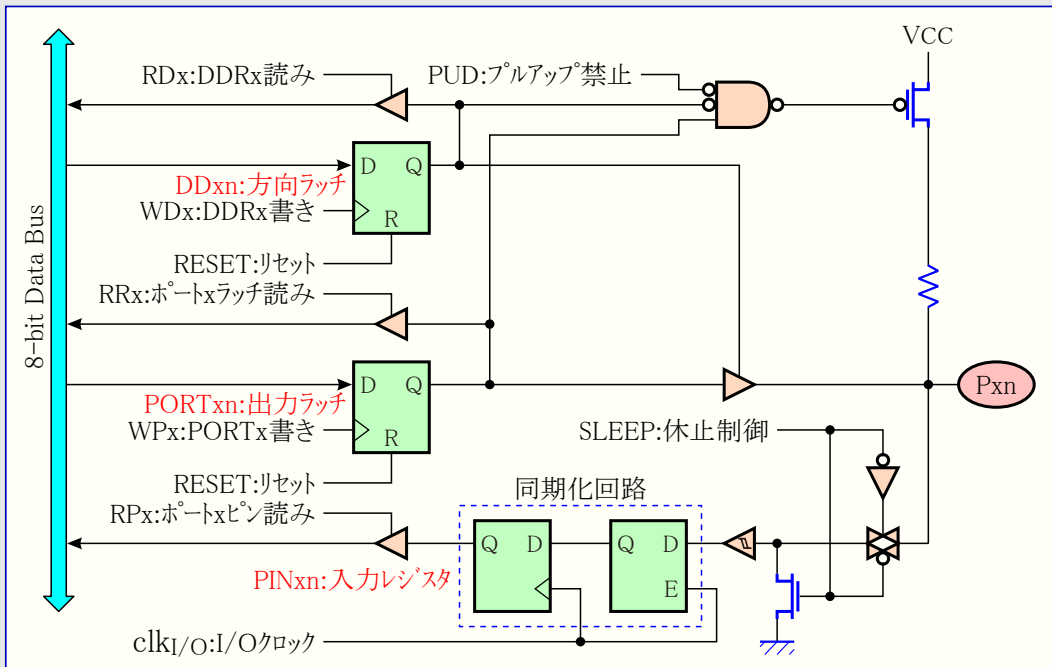 VCC
RDx:DDRx読み
PUD:プルアップ禁止
D Q
DDxn:方向ラッチ
WDx:DDRx書き
R
RESET:リセット
RRx:ポートxラッチ読み
8-bit Data Bus
D Q
Pxn
PORTxn:出力ラッチ
WPx:PORTx書き
R
SLEEP:休止制御
RESET:リセット
同期化回路
RPx:ポートxピン読み
Q D
Q D
PINxn:入力レジスタ
E
clkI/O:I/Oクロック